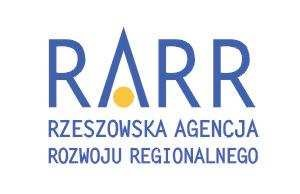 RARR
RZESZOWSKA AGENCJA
ROZWOJU REGIONALNEGO